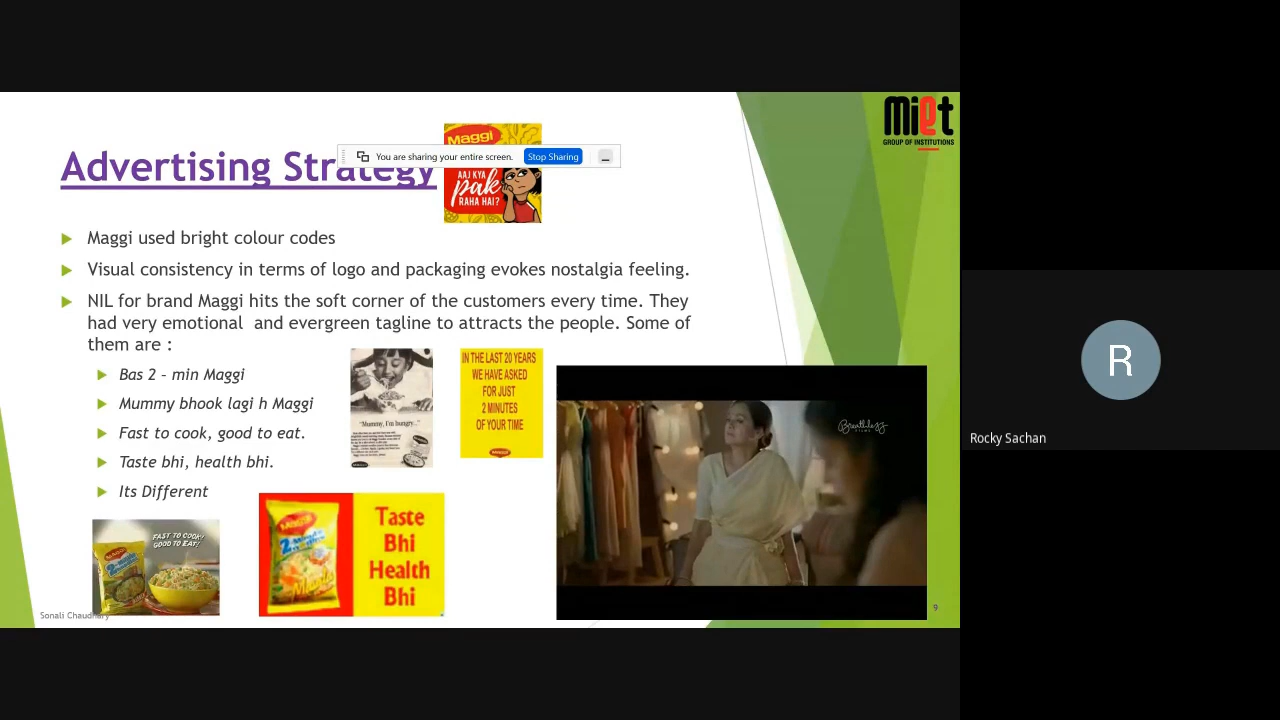 miet
GROUP OF INSTITUTIONS
Maggi
You are sharing your entire screen.
Stop Sharing
Advertising Strategy
AAJ KYA
pak
RAHA HAI?
Maggi used bright colour codes
Visual consistency in terms of logo and packaging evokes nostalgia feeling.
NIL for brand Maggi hits the soft corner of the customers every time. They
had very emotional and evergreen tagline to attracts the people. Some of
them are :
Bas 2 – min Maggi
Mummy bhook lagi h Maggi
Fast to cook, good to eat.
Taste bhi, health bhi.
Its Different
"Mummy, I'm hungry..."
IN THE LAST 20 YEARS
WE HAVE ASKED
FOR JUST
2 MINUTES
OF YOUR TIME
Breathless
FILMS
R
Rocky Sachan
FAST TO COOK!
GOOD TO EAT!
MAGGI
Taste
Bhi
Health
Bhi
Sonali Chaudhary
9